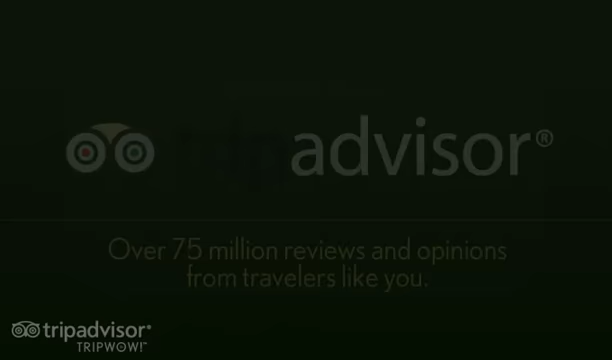 tripadvisor®
Over 75 million reviews and opinions
from travelers like you.
tripadvisor®
TRIPWOW!™